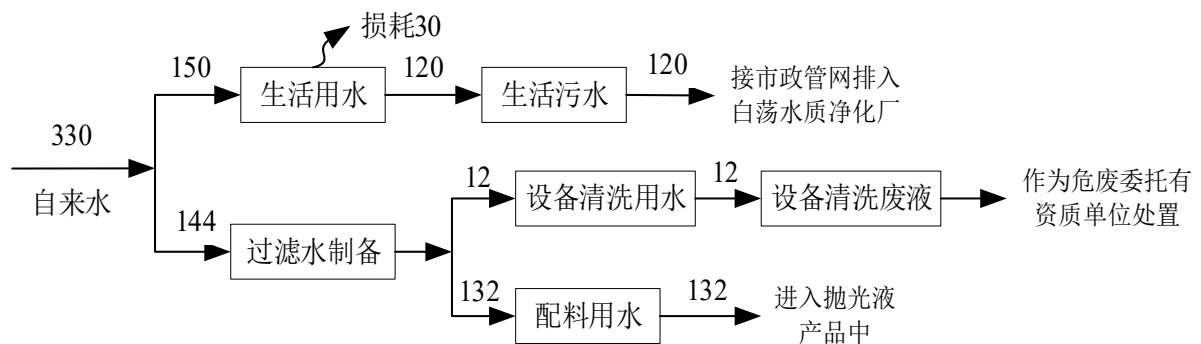 损耗30
150
生活用水
120
生活污水
120
接市政管网排入
白荡水质净化厂
330
自来水
144
过滤水制备
12
设备清洗用水
12
设备清洗废液
作为危废委托有
资质单位处置
132
配料用水
132
进入抛光液
产品中